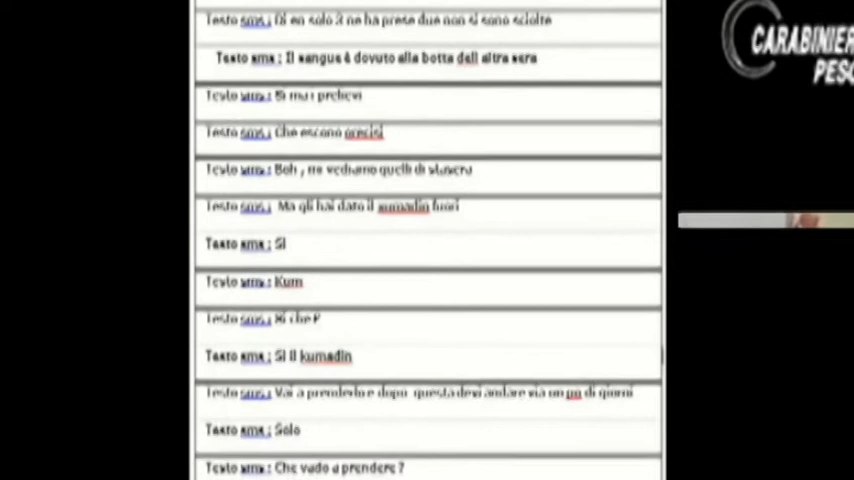 Testo sms : Di en solo 3 ne ha prese due non si sono sciolte
Testo sms : Il sangue è dovuto alla botta dell altra sera
Testo sms : Si ma i prelievi
Testo sms : Che escono precisi
Testo sms : Boh , ne vediamo quelli di stasera
Testo sms : Ma gli hai dato il kumadin fuori
Testo sms : SI
Testo sms : Kum
Testo sms : Si che ?
Testo sms : SI il kumadin
Testo sms : Vai a prenderlo e dopo questa devi andare via un po di giorni
Testo sms : Solo
Testo sms : Che vado a prendere ?
CARABINIER
PESC